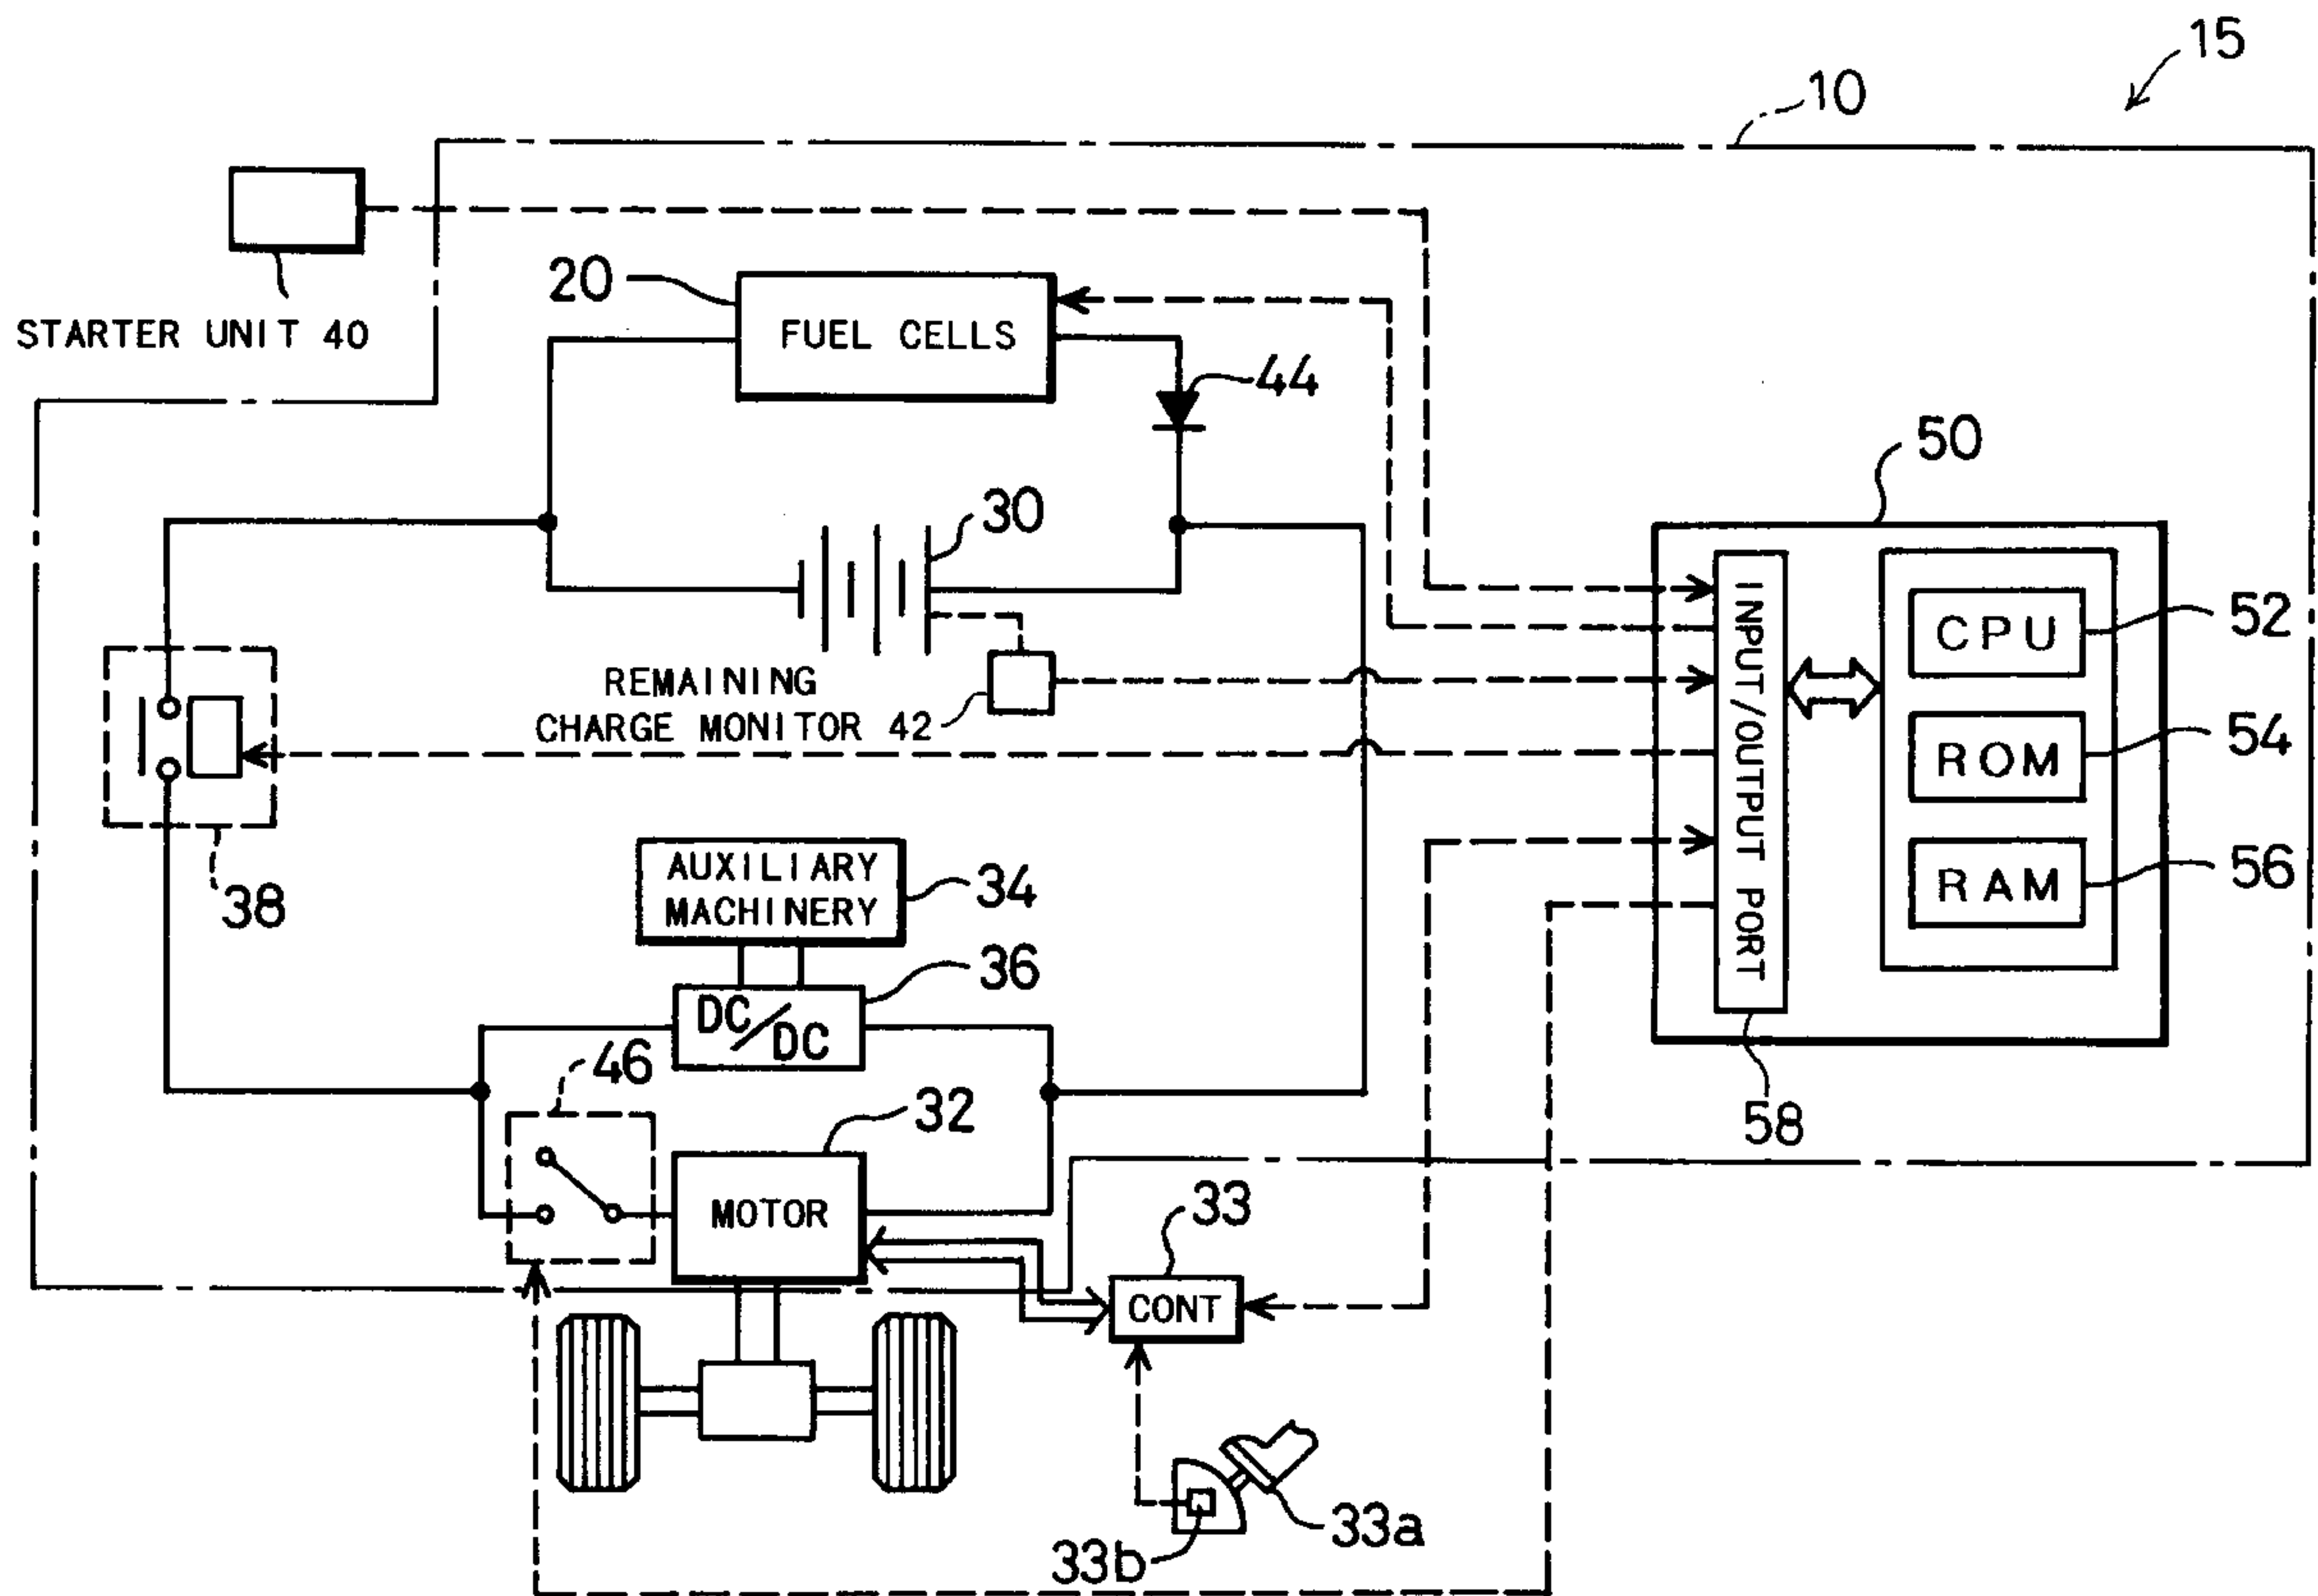 15
10
STARTER UNIT 40
20
FUEL CELLS
44
50
30
CPU
52
REMAINING
CHARGE MONITOR 42
INPUT/OUTPUT PORT
ROM
54
AUXILIARY
MACHINERY
34
RAM
56
38
36
DC/DC
46
32
58
MOTOR
33
CONT
33a
33b